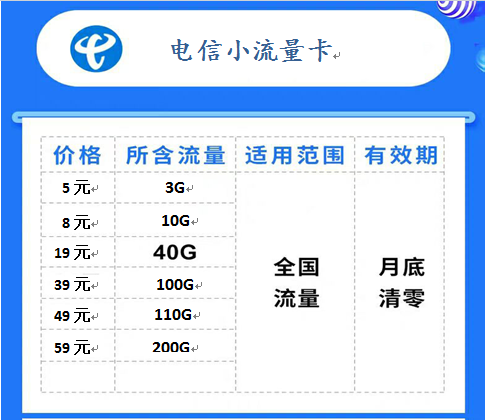 电信小流量卡
价格 所含流量 适用范围 有效期
5元 3G
8元 10G
19元 40G
39元 100G
49元 110G
59元 200G
全国
流量
月底
清零